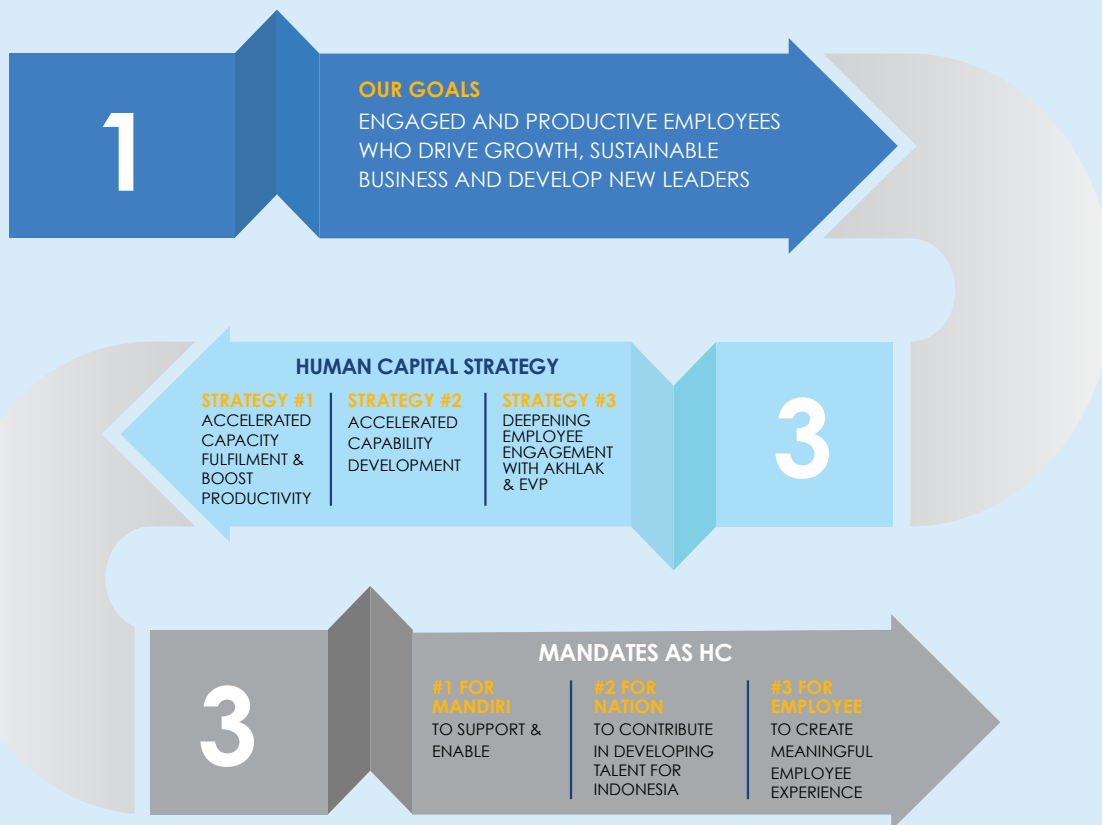 1
OUR GOALS
ENGAGED AND PRODUCTIVE EMPLOYEES
WHO DRIVE GROWTH, SUSTAINABLE
BUSINESS AND DEVELOP NEW LEADERS
HUMAN CAPITAL STRATEGY
STRATEGY #1
ACCELERATED
CAPACITY
FULFILMENT &
BOOST
PRODUCTIVITY
STRATEGY #2
ACCELERATED
CAPABILITY
DEVELOPMENT
STRATEGY #3
DEEPENING
EMPLOYEE
ENGAGEMENT
WITH AKHLAK
& EVP
3
3
MANDATES AS HC
#1 FOR
MANDIRI
TO SUPPORT &
ENABLE
#2 FOR
NATION
TO CONTRIBUTE
IN DEVELOPING
TALENT FOR
INDONESIA
#3 FOR
EMPLOYEE
TO CREATE
MEANINGFUL
EMPLOYEE
EXPERIENCE